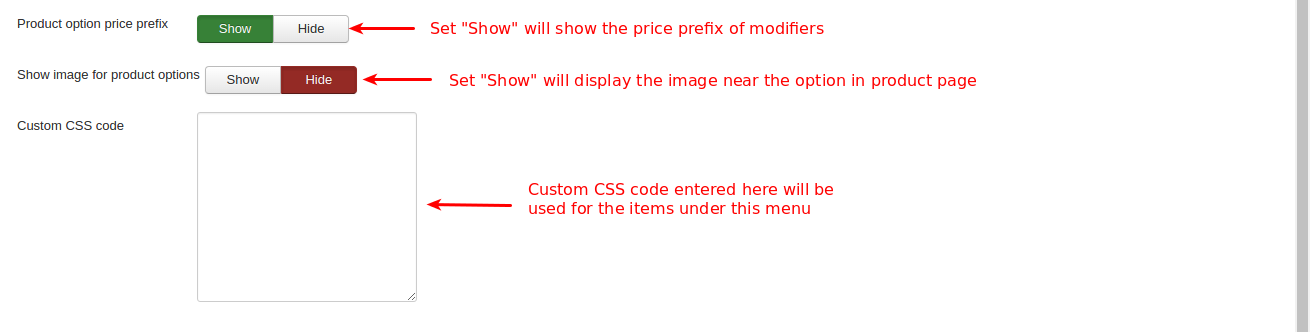 Product option price prefix Show Hide Set "Show" will show the price prefix of modifiers
Show image for product options Show Hide Set "Show" will display the image near the option in product page
Custom CSS code
Custom CSS code entered here will be
used for the items under this menu